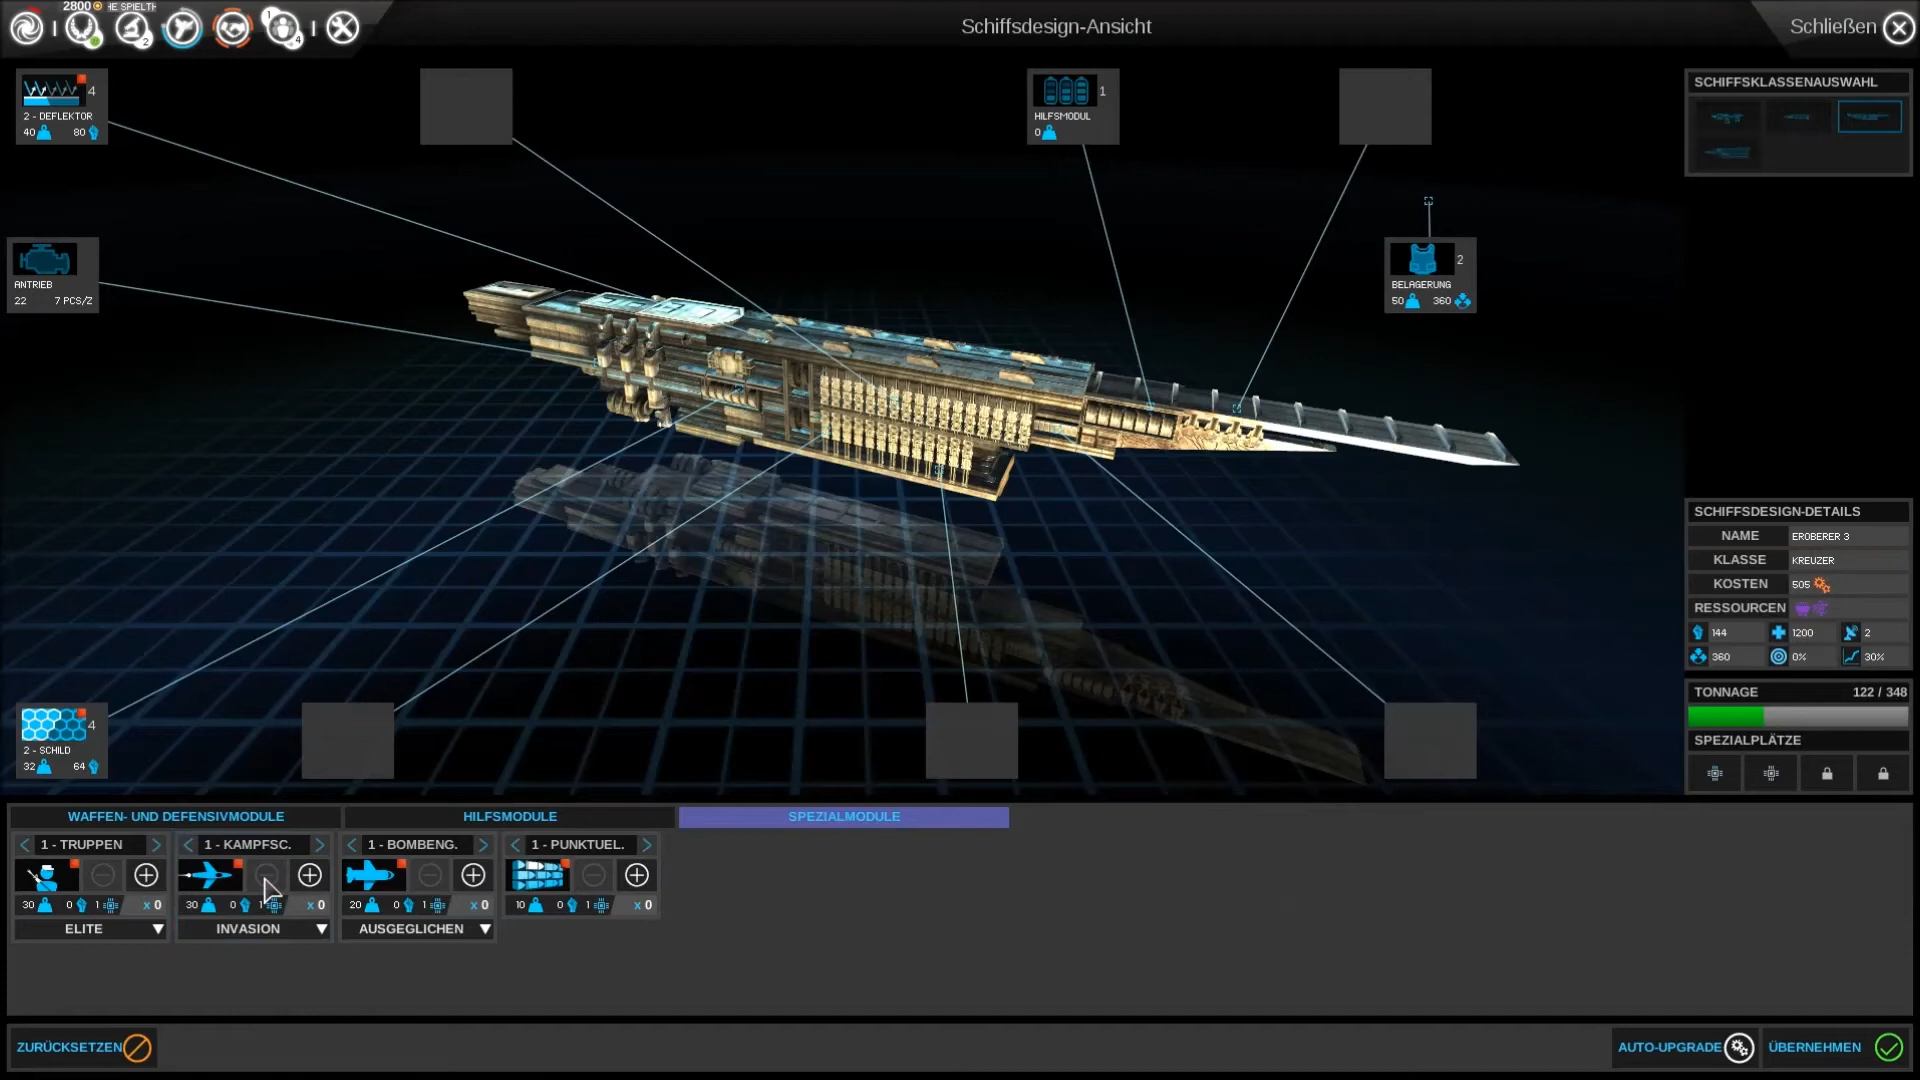 2800
Schiffsdesign-Ansicht
Schließen
2
1
4
4
2 - DEFLEKTOR
40 80
1
HILFSMODUL
0
SCHIFFSKLASSENAUSWAHL
ANTRIEB
22 7 PCS/Z
2
BELAGERUNG
50 360
SCHIFFSDESIGN-DETAILS
NAME EROBERER 3
KLASSE KREUZER
KOSTEN 505
RESSOURCEN
144 1200 2
360 0% 30%
TONNAGE 122 / 348
SPEZIALPLÄTZE
4
2 - SCHILD
32 64
WAFFEN- UND DEFENSIVMODULE HILFSMODULE SPEZIALMODULE
1 - TRUPPEN 1 - KAMPFSC. 1 - BOMBENG. 1 - PUNKTUEL.
30 0 1 x 0 30 0 1 x 0 20 0 1 x 0 10 0 1 x 0
ELITE INVASION AUSGEGLICHEN
ZURÜCKSETZEN AUTO-UPGRADE ÜBERNEHMEN